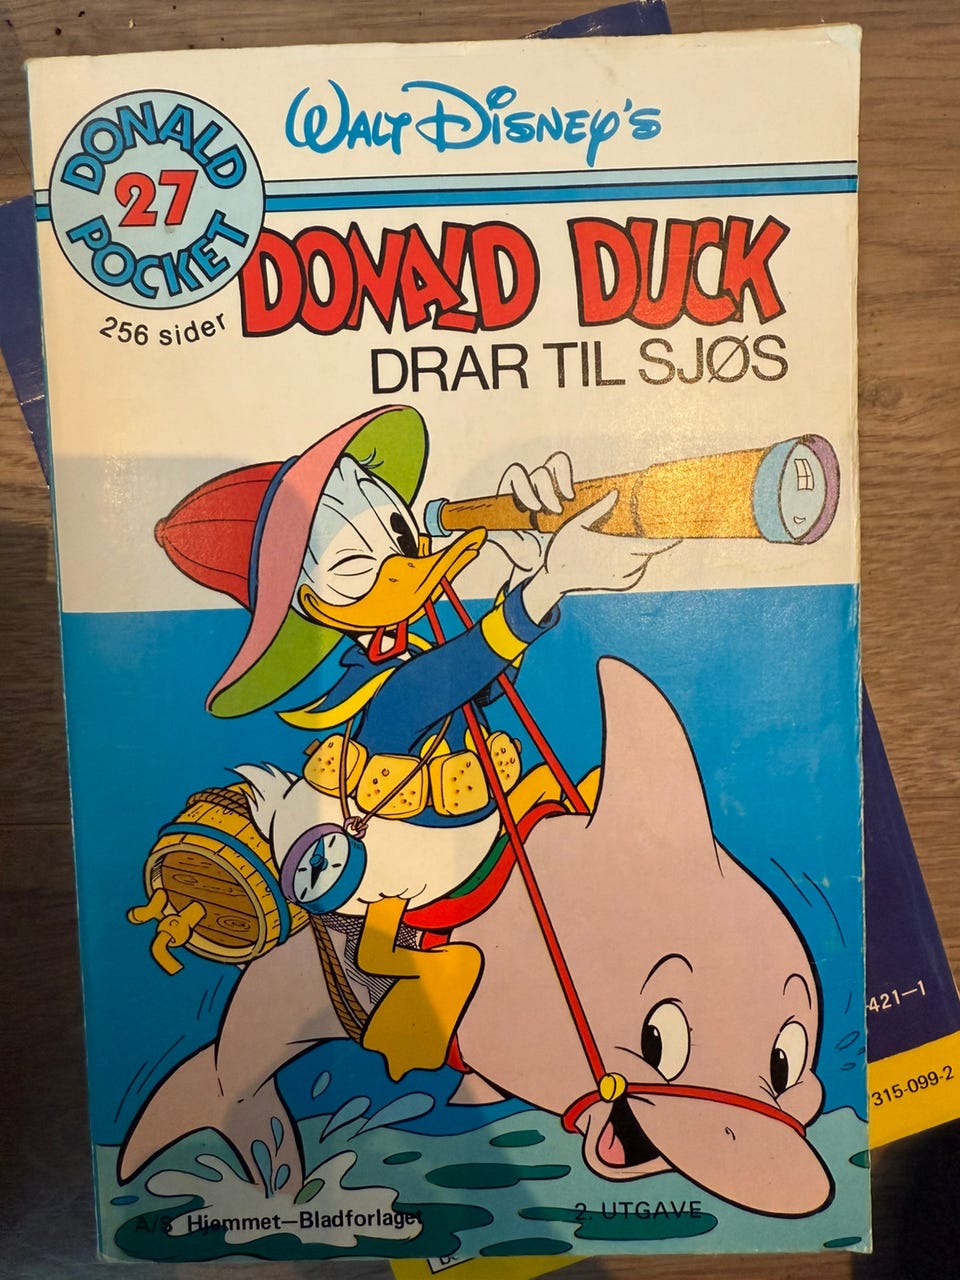 WALT DISNEY'S
DONALD
27
POCKET
256 sider
DONALD DUCK
DRAR TIL SJØS
421-1
315-099-2
A/S Hjemmet-Bladforlaget
2. UTGAVE